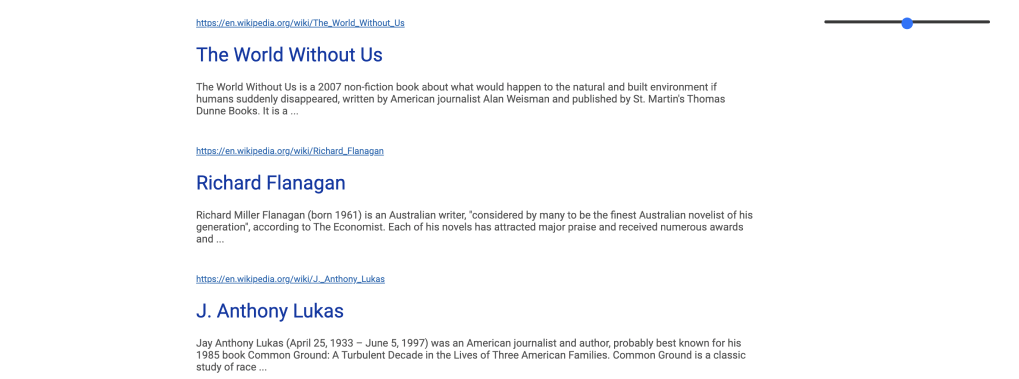 https://en.wikipedia.org/wiki/The_World_Without_Us
The World Without Us
The World Without Us is a 2007 non-fiction book about what would happen to the natural and built environment if
humans suddenly disappeared, written by American journalist Alan Weisman and published by St. Martin's Thomas
Dunne Books. It is a ...
https://en.wikipedia.org/wiki/Richard_Flanagan
Richard Flanagan
Richard Miller Flanagan (born 1961) is an Australian writer, "considered by many to be the finest Australian novelist of his
generation", according to The Economist. Each of his novels has attracted major praise and received numerous awards
and ...
https://en.wikipedia.org/wiki/J._Anthony_Lukas
J. Anthony Lukas
Jay Anthony Lukas (April 25, 1933 – June 5, 1997) was an American journalist and author, probably best known for his
1985 book Common Ground: A Turbulent Decade in the Lives of Three American Families. Common Ground is a classic
study of race ...